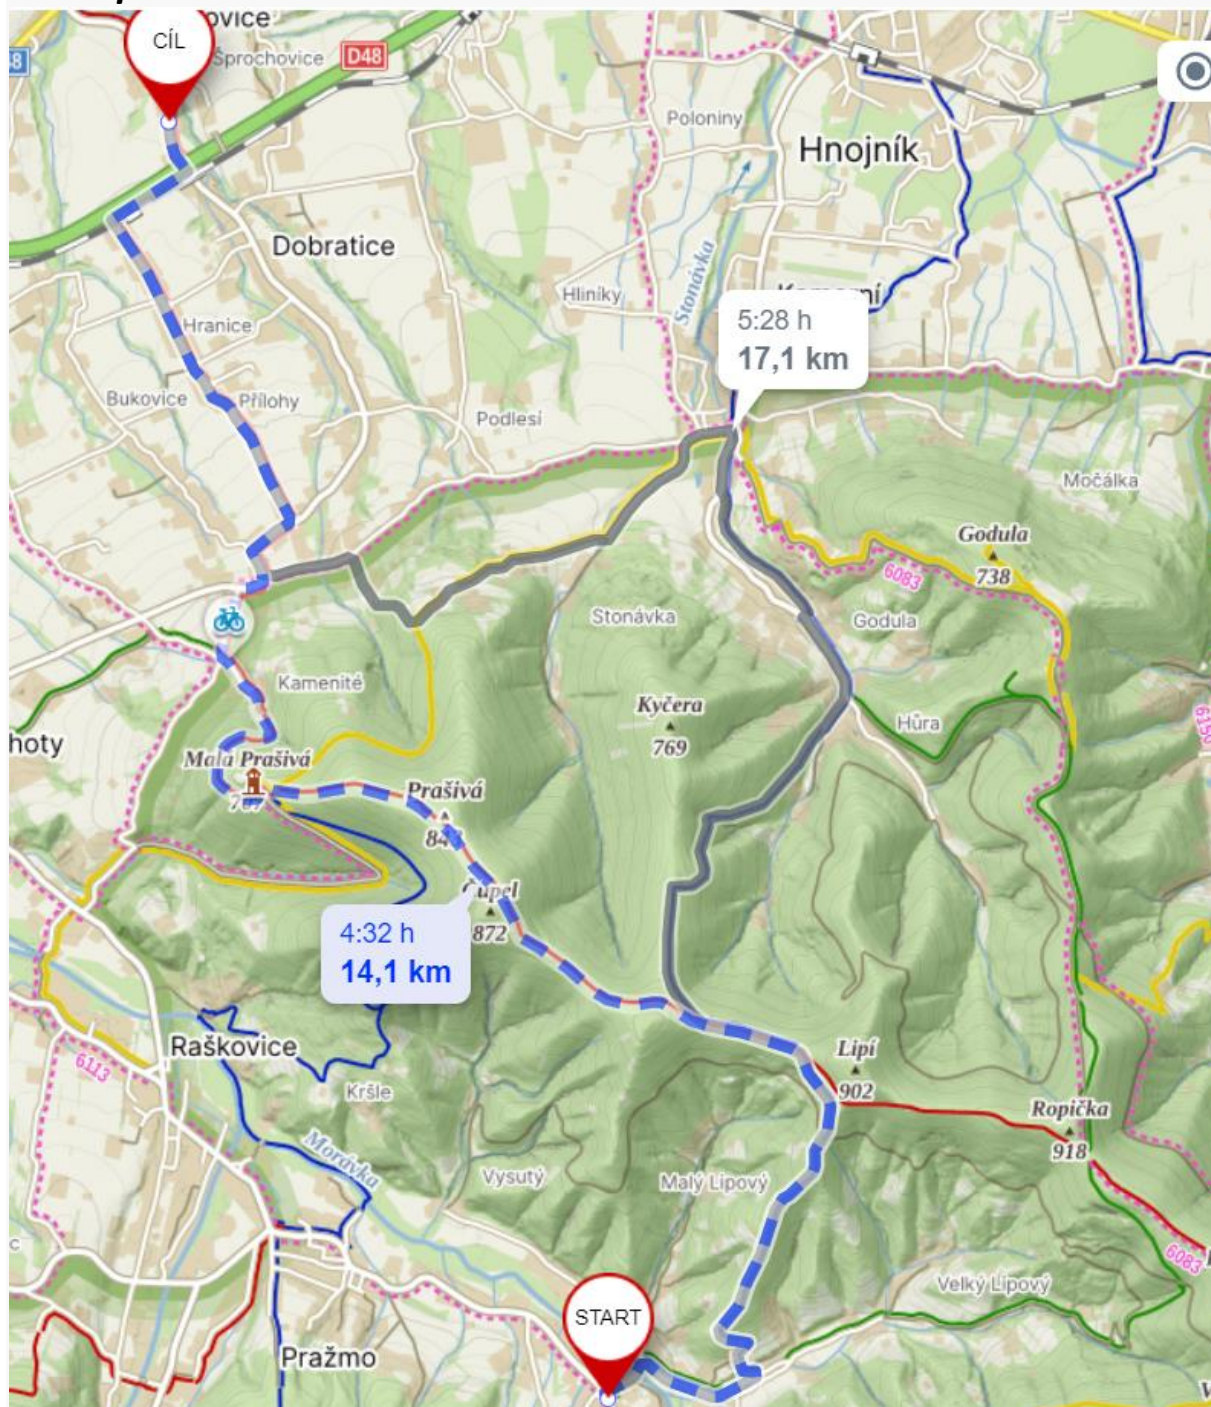 CÍL
Šprochovice
D48
Poloniny
Hnojník
Stonávka
Dobratice
Hliníky
Hranice
5:28 h
17,1 km
Bukovice
Přílohy
Podlesí
Močálka
Godula
738
6083
Stonávka
Godula
Kamenité
Kyčera
769
Hůra
hoty
Malá Prašivá
Prašivá
Čupel
872
4:32 h
14,1 km
Raškovice
6113
Kršle
Lipí
902
Ropička
918
Morávka
Vysutý
Malý Lipový
6083
Velký Lipový
START
Pražmo